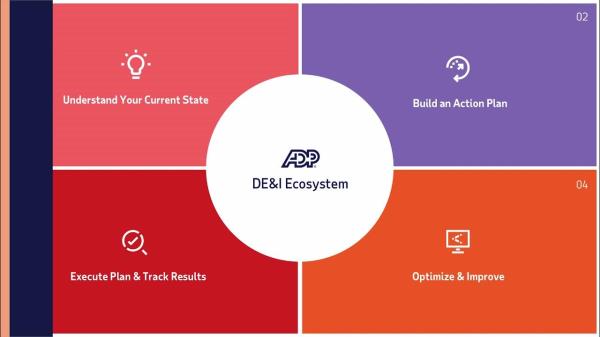 02
Understand Your Current State
Build an Action Plan
ADP
DE&I Ecosystem
04
Execute Plan & Track Results
Optimize & Improve